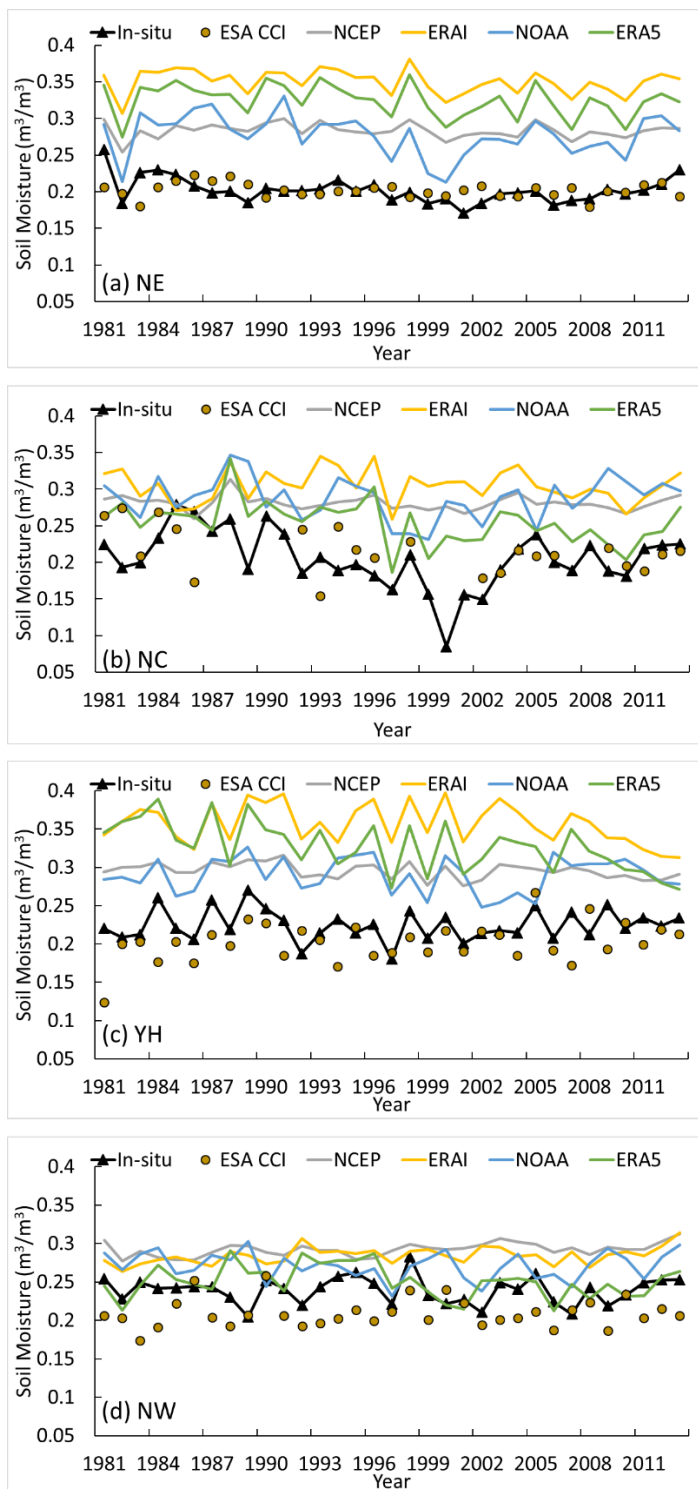 In-situ ESA CCI NCEP ERAI NOAA ERA5
Soil Moisture (m³/m³)
0.4
0.35
0.3
0.25
0.2
0.15
0.1
0.05
(a) NE
1981 1984 1987 1990 1993 1996 1999 2002 2005 2008 2011
Year
In-situ ESA CCI NCEP ERAI NOAA ERA5
Soil Moisture (m³/m³)
0.4
0.35
0.3
0.25
0.2
0.15
0.1
0.05
(b) NC
1981 1984 1987 1990 1993 1996 1999 2002 2005 2008 2011
Year
In-situ ESA CCI NCEP ERAI NOAA ERA5
Soil Moisture (m³/m³)
0.4
0.35
0.3
0.25
0.2
0.15
0.1
0.05
(c) YH
1981 1984 1987 1990 1993 1996 1999 2002 2005 2008 2011
Year
In-situ ESA CCI NCEP ERAI NOAA ERA5
Soil Moisture (m³/m³)
0.4
0.35
0.3
0.25
0.2
0.15
0.1
0.05
(d) NW
1981 1984 1987 1990 1993 1996 1999 2002 2005 2008 2011
Year